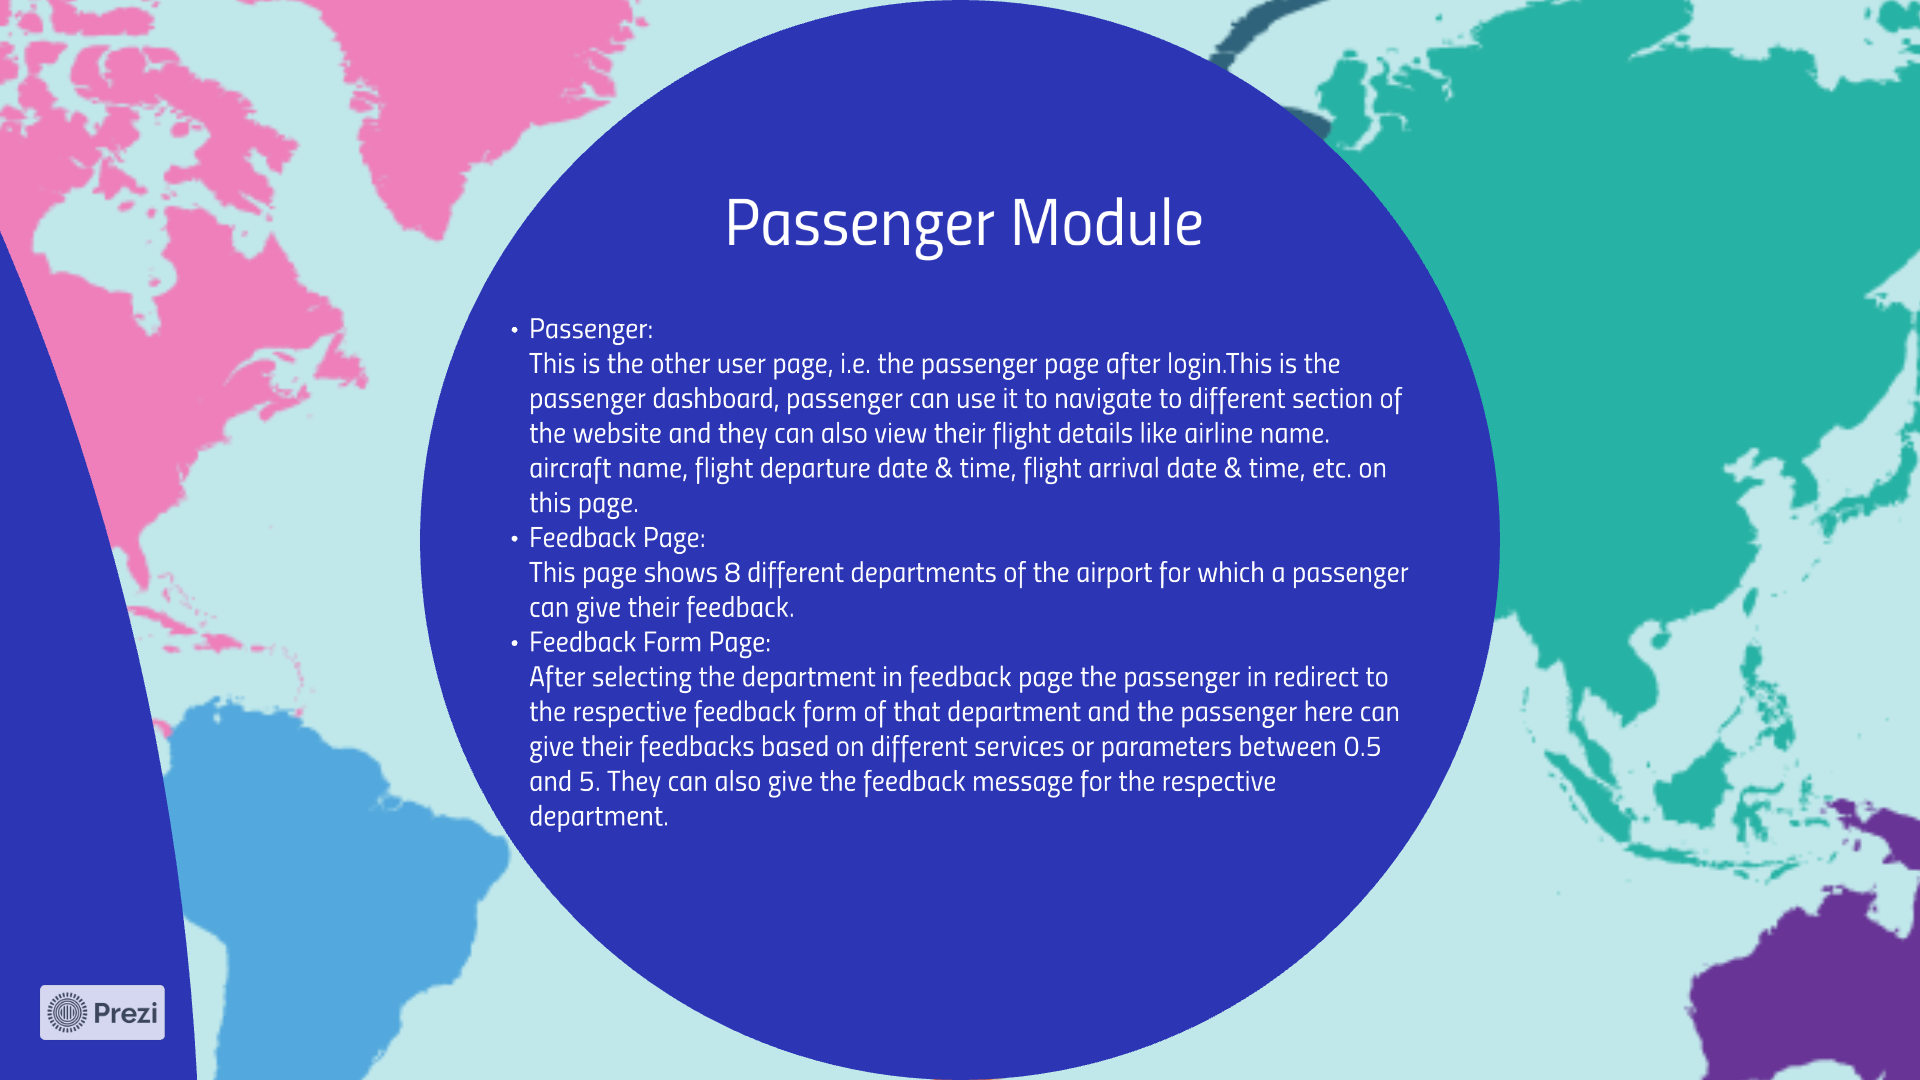 Passenger Module
• Passenger:
This is the other user page, i.e. the passenger page after login.This is the
passenger dashboard, passenger can use it to navigate to different section of
the website and they can also view their flight details like airline name.
aircraft name, flight departure date & time, flight arrival date & time, etc. on
this page.
• Feedback Page:
This page shows 8 different departments of the airport for which a passenger
can give their feedback.
• Feedback Form Page:
After selecting the department in feedback page the passenger in redirect to
the respective feedback form of that department and the passenger here can
give their feedbacks based on different services or parameters between 0.5
and 5. They can also give the feedback message for the respective
department.
Prezi